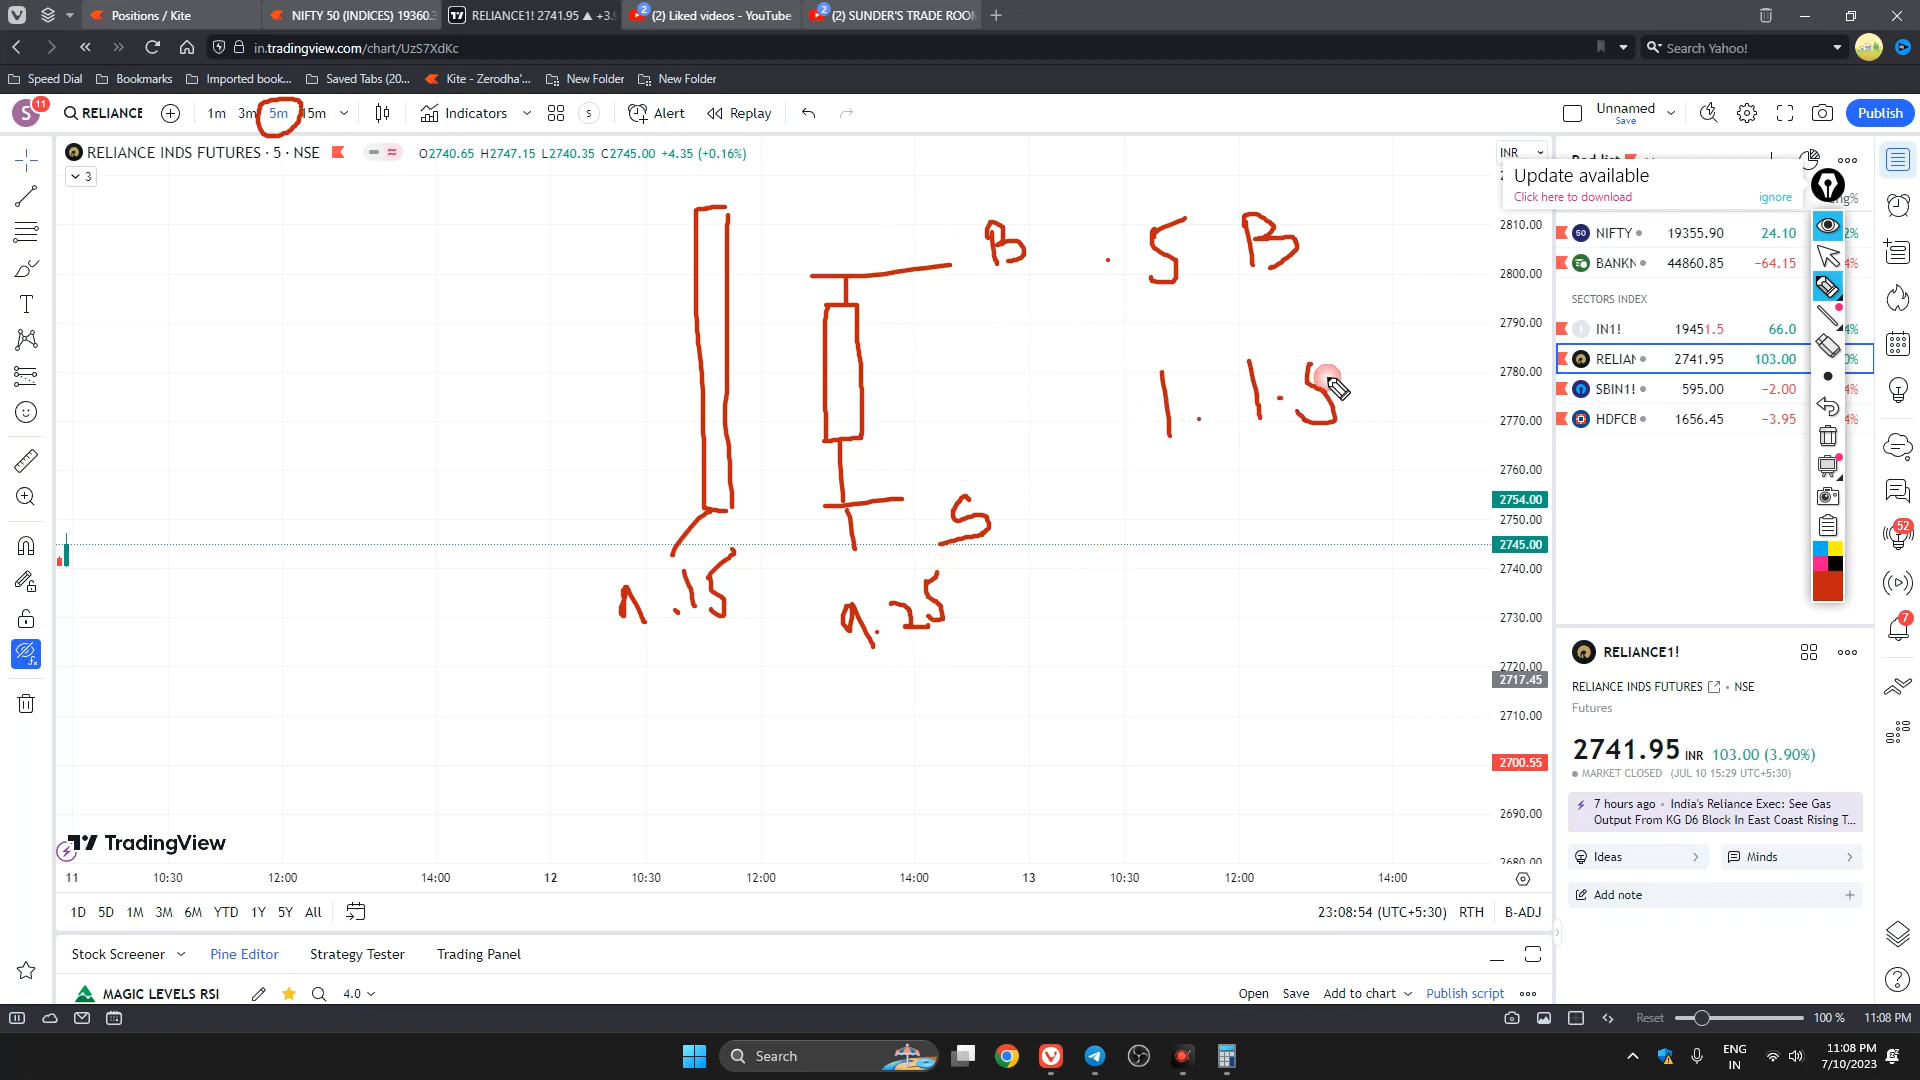 Positions / Kite
NIFTY 50 (INDICES) 19360.3
RELIANCE1! 2741.95 ▲ +3.9
(2) Liked videos - YouTube
(2) SUNDER'S TRADE ROOM
in.tradingview.com/chart/UzS7XdKc
Search Yahoo!
Speed Dial
Bookmarks
Imported book...
Saved Tabs (20...
Kite - Zerodha'...
New Folder
New Folder
S 11
RELIANCE
1m 3m 5m 15m
Indicators
S
Alert
Replay
Unnamed
Save
Publish
RELIANCE INDS FUTURES · 5 · NSE
O2740.65 H2747.15 L2740.35 C2745.00 +4.35 (+0.16%)
3
INR
Update available
Click here to download
ignore
NIFTY 19355.90 24.10
BANKN 44860.85 −64.15
SECTORS INDEX
IN1! 19451.5 66.0
RELIAN 2741.95 103.00
SBIN1! 595.00 −2.00
HDFCB 1656.45 −3.95
B . S B
1. 1.5
S
9.15
9.25
2810.00
2800.00
2790.00
2780.00
2770.00
2760.00
2754.00
2750.00
2745.00
2740.00
2730.00
2720.00
2717.45
2710.00
2700.55
2690.00
2680.00
TradingView
11 10:30 12:00 14:00 12 10:30 12:00 14:00 13 10:30 12:00 14:00
1D 5D 1M 3M 6M YTD 1Y 5Y All
23:08:54 (UTC+5:30) RTH B-ADJ
RELIANCE1!
RELIANCE INDS FUTURES • NSE
Futures
2741.95 INR 103.00 (3.90%)
MARKET CLOSED (JUL 10 15:29 UTC+5:30)
7 hours ago • India's Reliance Exec: See Gas
Output From KG D6 Block In East Coast Rising T...
Ideas
Minds
Add note
52
7
Stock Screener
Pine Editor
Strategy Tester
Trading Panel
MAGIC LEVELS RSI
4.0
Open Save Add to chart Publish script
Reset 100 % 11:08 PM
Search
ENG
IN
11:08 PM
7/10/2023